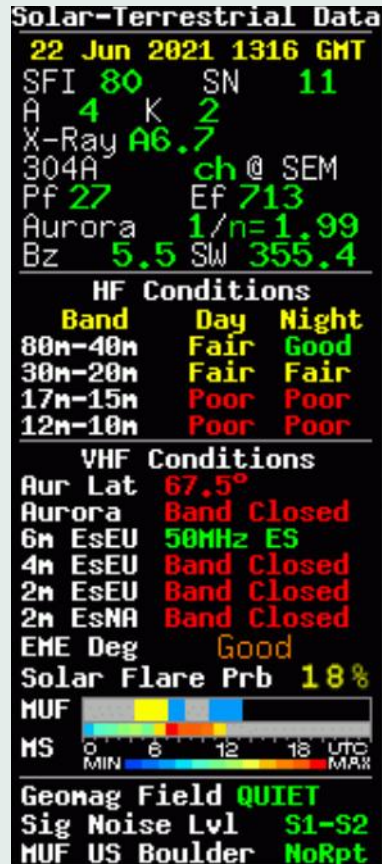 Solar-Terrestrial Data
22 Jun 2021 1316 GMT
SFI 80 SN 11
A 4 K 2
X-Ray A6.7
304A ch @ SEM
Pf 27 Ef 713
Aurora 1/n=1.99
Bz 5.5 SW 355.4
HF Conditions
Band Day Night
80m-40m Fair Good
30m-20m Fair Fair
17m-15m Poor Poor
12m-10m Poor Poor
VHF Conditions
Aur Lat 67.5°
Aurora Band Closed
6m EsEU 50MHz ES
4m EsEU Band Closed
2m EsEU Band Closed
2m EsNA Band Closed
EME Deg Good
Solar Flare Prb 18%
MUF
MS 0 6 12 18 UTC
MIN MAX
Geomag Field QUIET
Sig Noise Lvl S1-S2
MUF US Boulder NoRpt